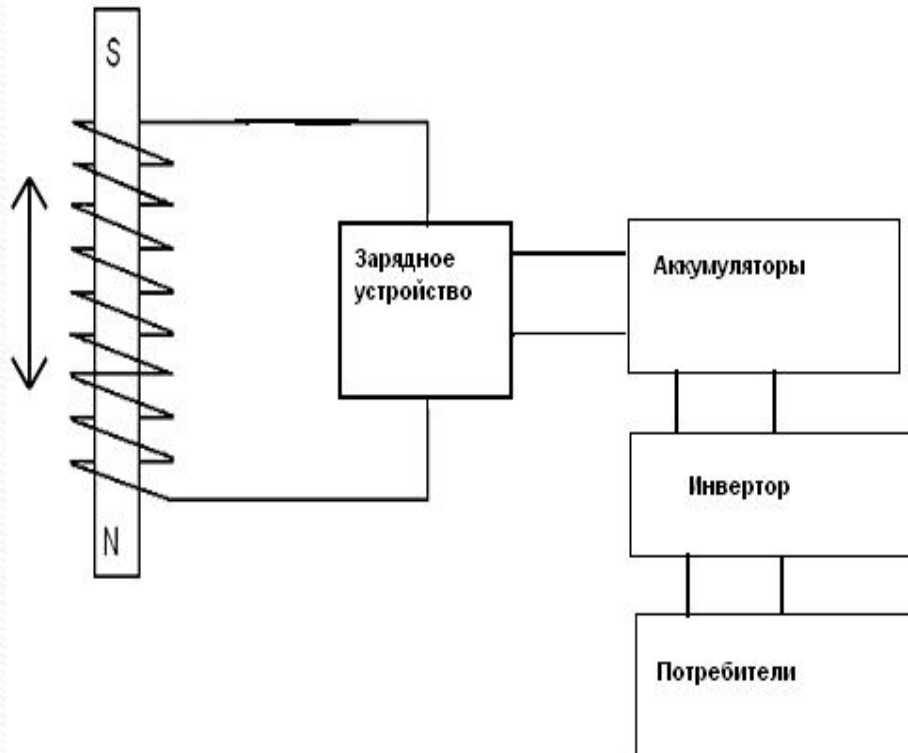 S
Зарядное
устройство
Аккумуляторы
Инвертор
N
Потребители